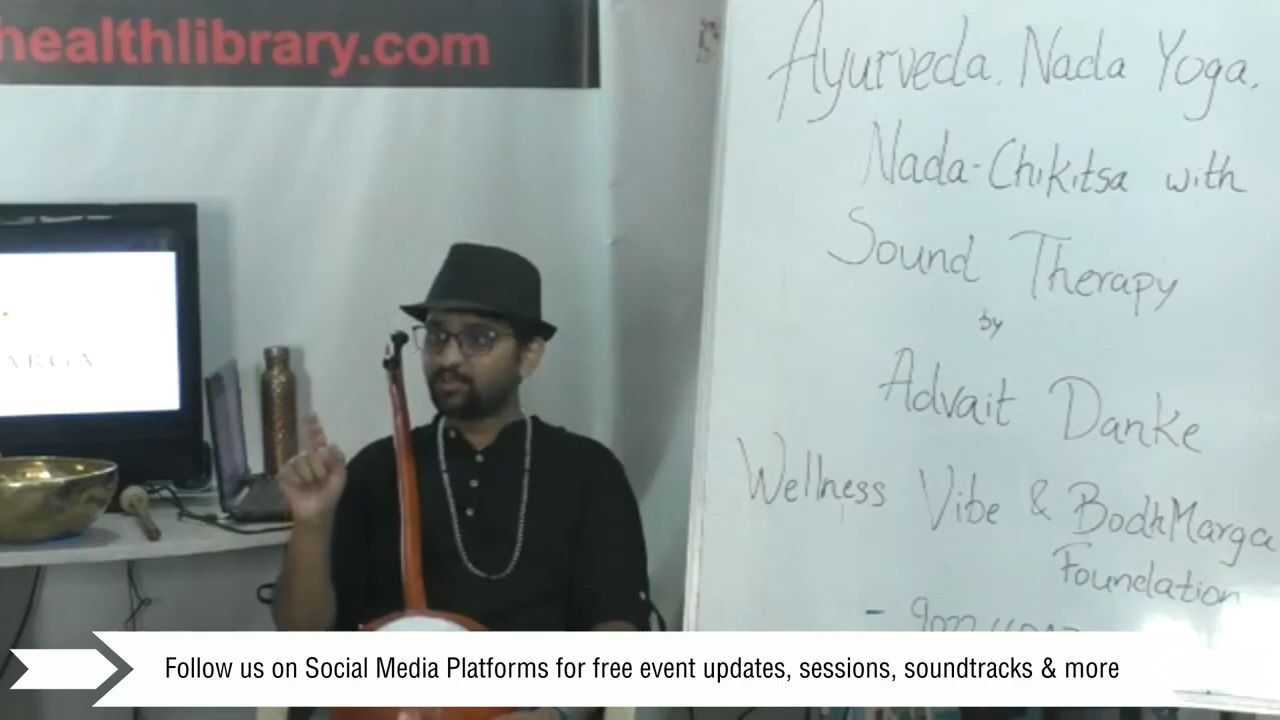 healthlibrary.com
Ayurveda, Nada Yoga,
Nada-Chikitsa with
Sound Therapy
by
Advait Danke
Wellness Vibe & BodhMarga
Foundation
ARGA
Follow us on Social Media Platforms for free event updates, sessions, soundtracks & more